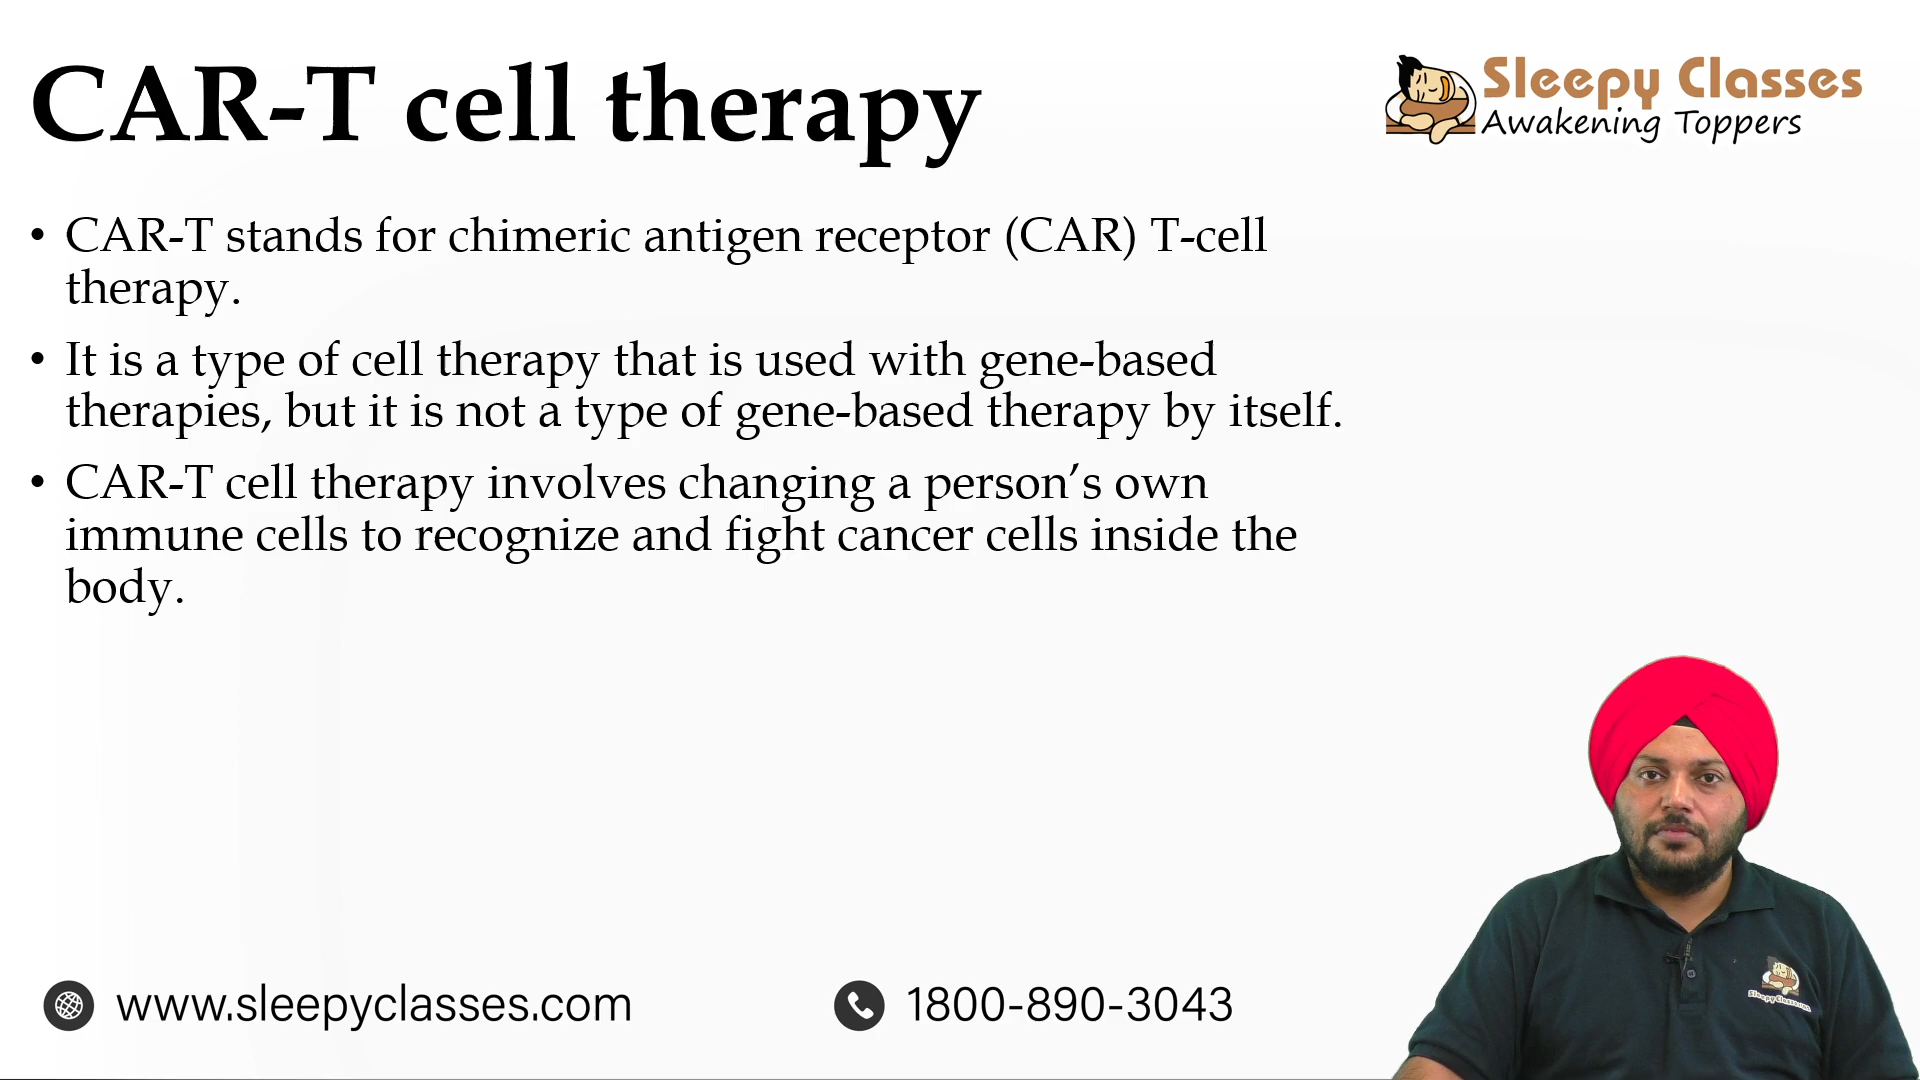 CAR-T cell therapy
Sleepy Classes
Awakening Toppers
• CAR-T stands for chimeric antigen receptor (CAR) T-cell
therapy.
• It is a type of cell therapy that is used with gene-based
therapies, but it is not a type of gene-based therapy by itself.
• CAR-T cell therapy involves changing a person’s own
immune cells to recognize and fight cancer cells inside the
body.
Sleepy Classes
www.sleepyclasses.com
1800-890-3043